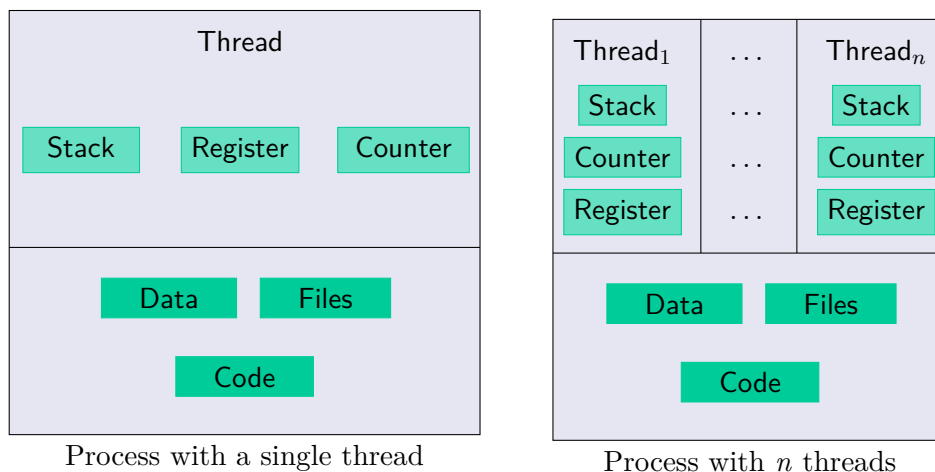 Thread
Stack Register Counter
Data Files
Code
Process with a single thread
Thread₁ ... Threadₙ
Stack ... Stack
Counter ... Counter
Register ... Register
Data Files
Code
Process with n threads